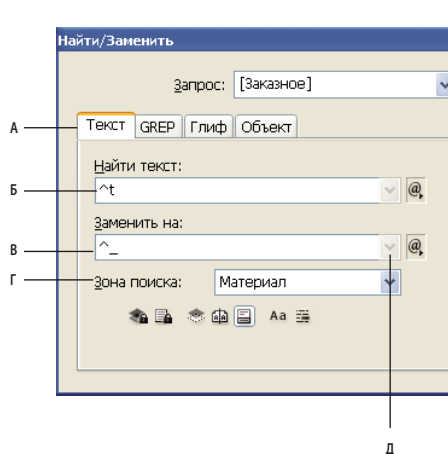 Найти/Заменить
Запрос: [Заказное]
А Текст GREP Глиф Объект
Найти текст:
Б ^t @
Заменить на:
В ^_ @
Г Зона поиска: Материал
Aa
Д